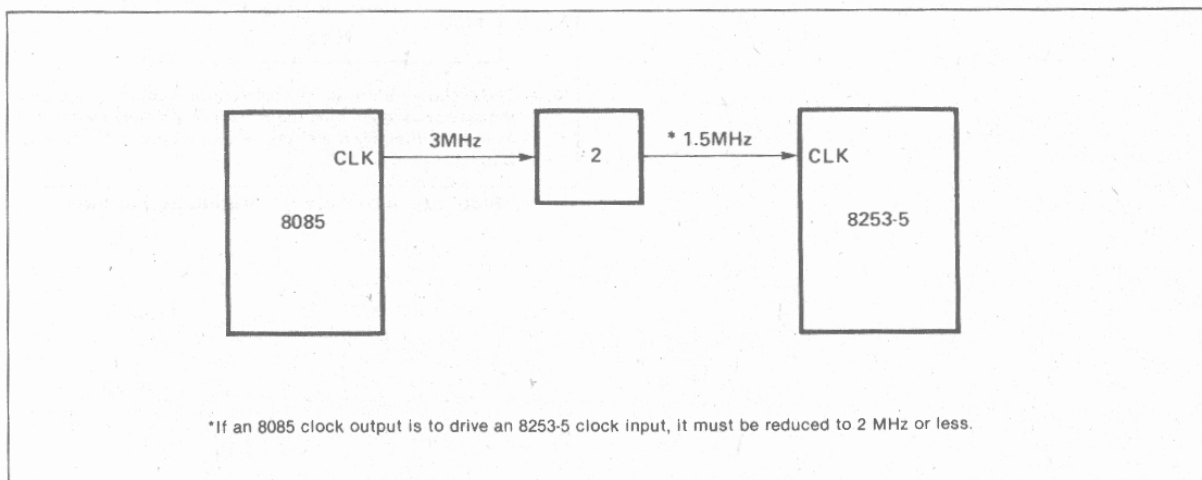 3MHz
* 1.5MHz
CLK
2
CLK
8085
8253-5
*If an 8085 clock output is to drive an 8253-5 clock input, it must be reduced to 2 MHz or less.